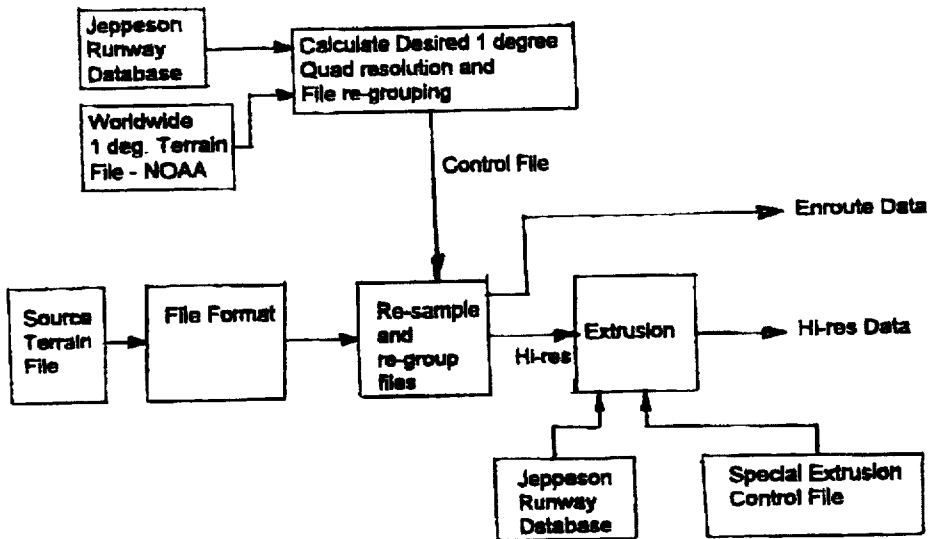 Jeppeson
Runway
Database
Calculate Desired 1 degree
Quad resolution and
File re-grouping
Worldwide
1 deg. Terrain
File - NOAA
Control File
Enroute Data
Source
Terrain
File
File Format
Re-sample
and
re-group
files
Hi-res
Extrusion
Hi-res Data
Jeppeson
Runway
Database
Special Extrusion
Control File